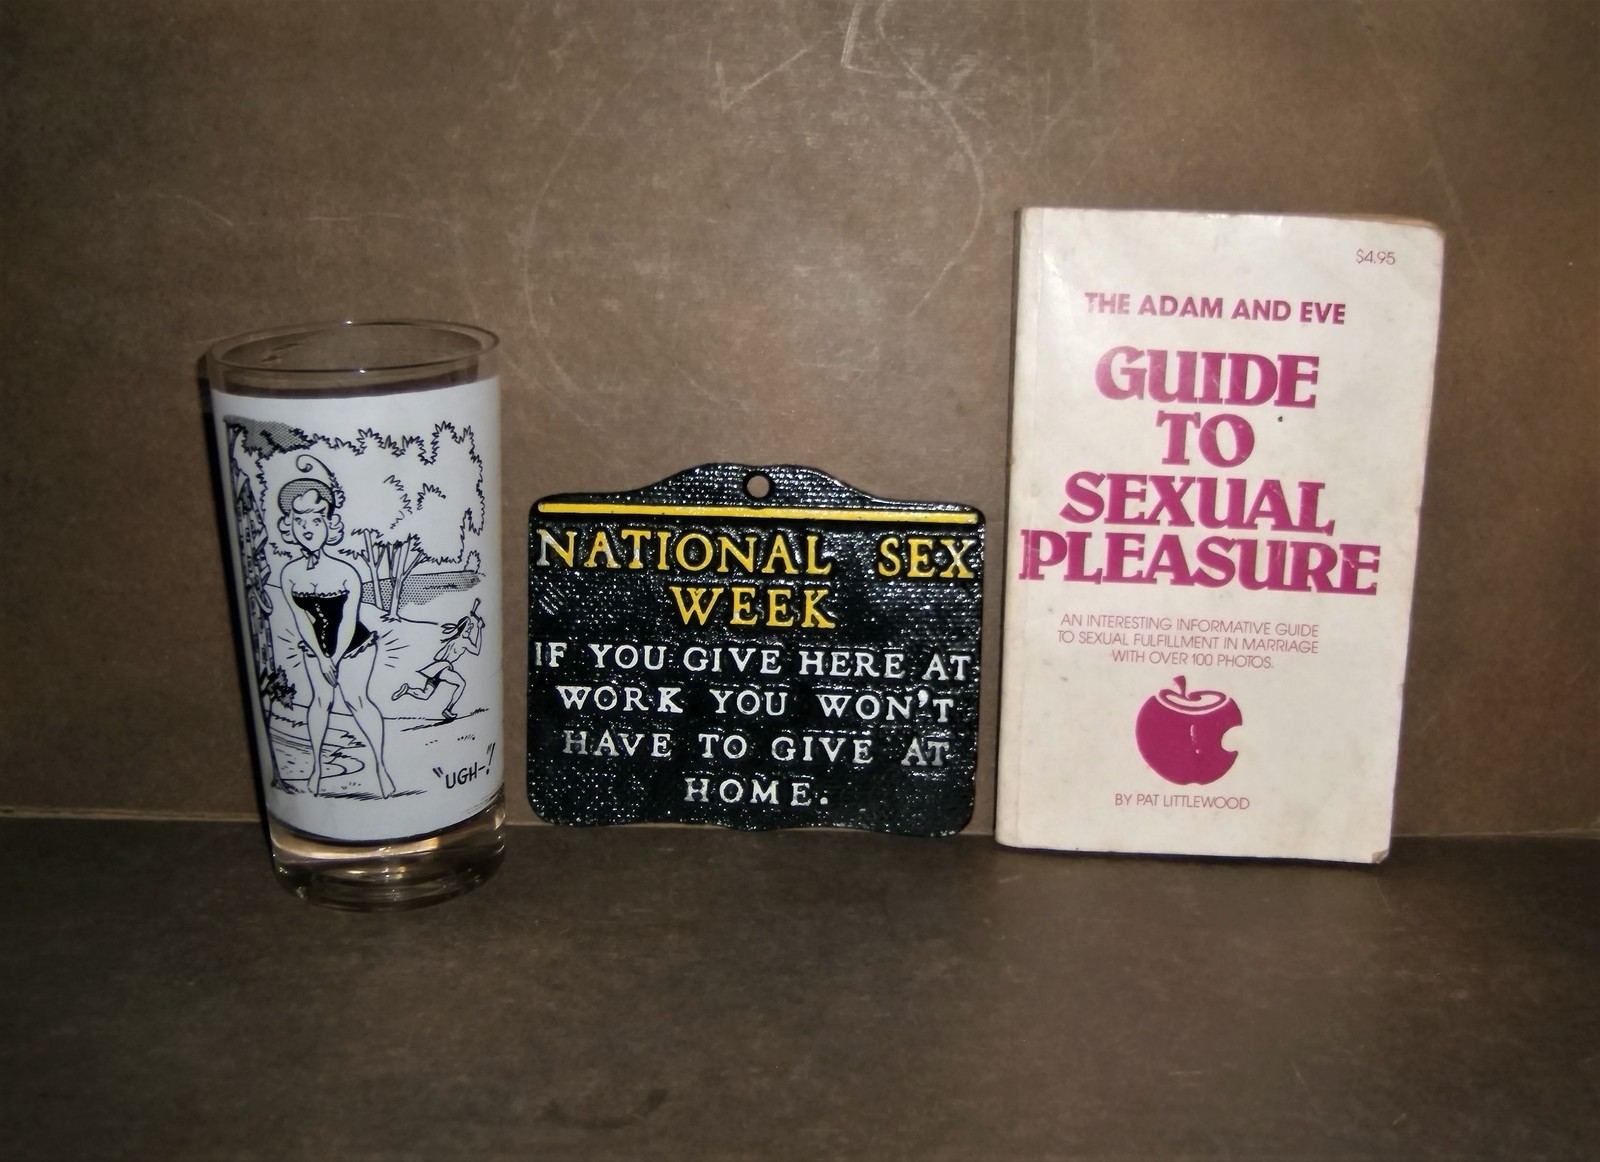 "UGH-!"
NATIONAL SEX
WEEK
IF YOU GIVE HERE AT
WORK YOU WON'T
HAVE TO GIVE AT
HOME.
$4.95
THE ADAM AND EVE
GUIDE
TO
SEXUAL
PLEASURE
AN INTERESTING INFORMATIVE GUIDE
TO SEXUAL FULFILLMENT IN MARRIAGE
WITH OVER 100 PHOTOS.
BY PAT LITTLEWOOD